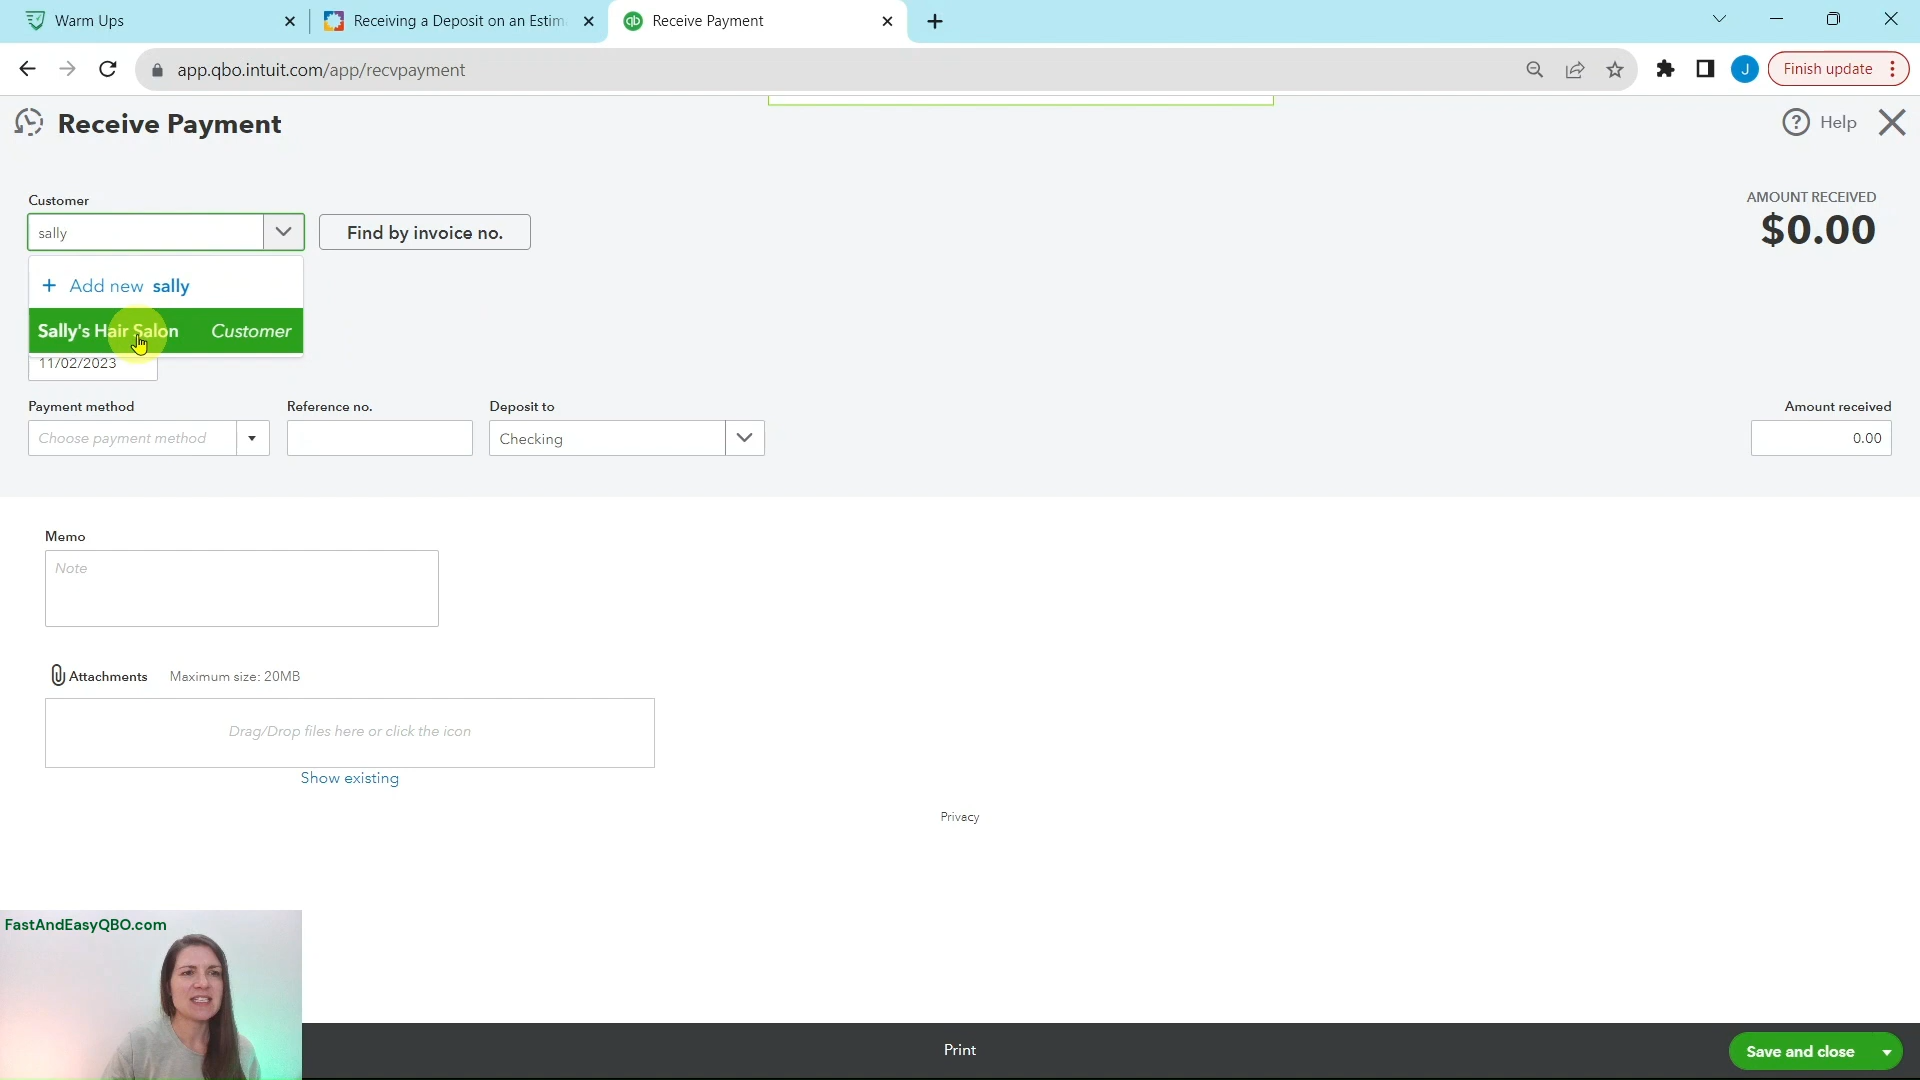 Warm Ups
Receiving a Deposit on an Estim
qb
Receive Payment
app.qbo.intuit.com/app/recvpayment
J
Finish update
Receive Payment
? Help
Customer
AMOUNT RECEIVED
sally
Find by invoice no.
$0.00
+ Add new sally
Sally's Hair Salon Customer
11/02/2023
Payment method
Reference no.
Deposit to
Amount received
Choose payment method
Checking
0.00
Memo
Note
Attachments Maximum size: 20MB
Drag/Drop files here or click the icon
Show existing
Privacy
FastAndEasyQBO.com
Print
Save and close